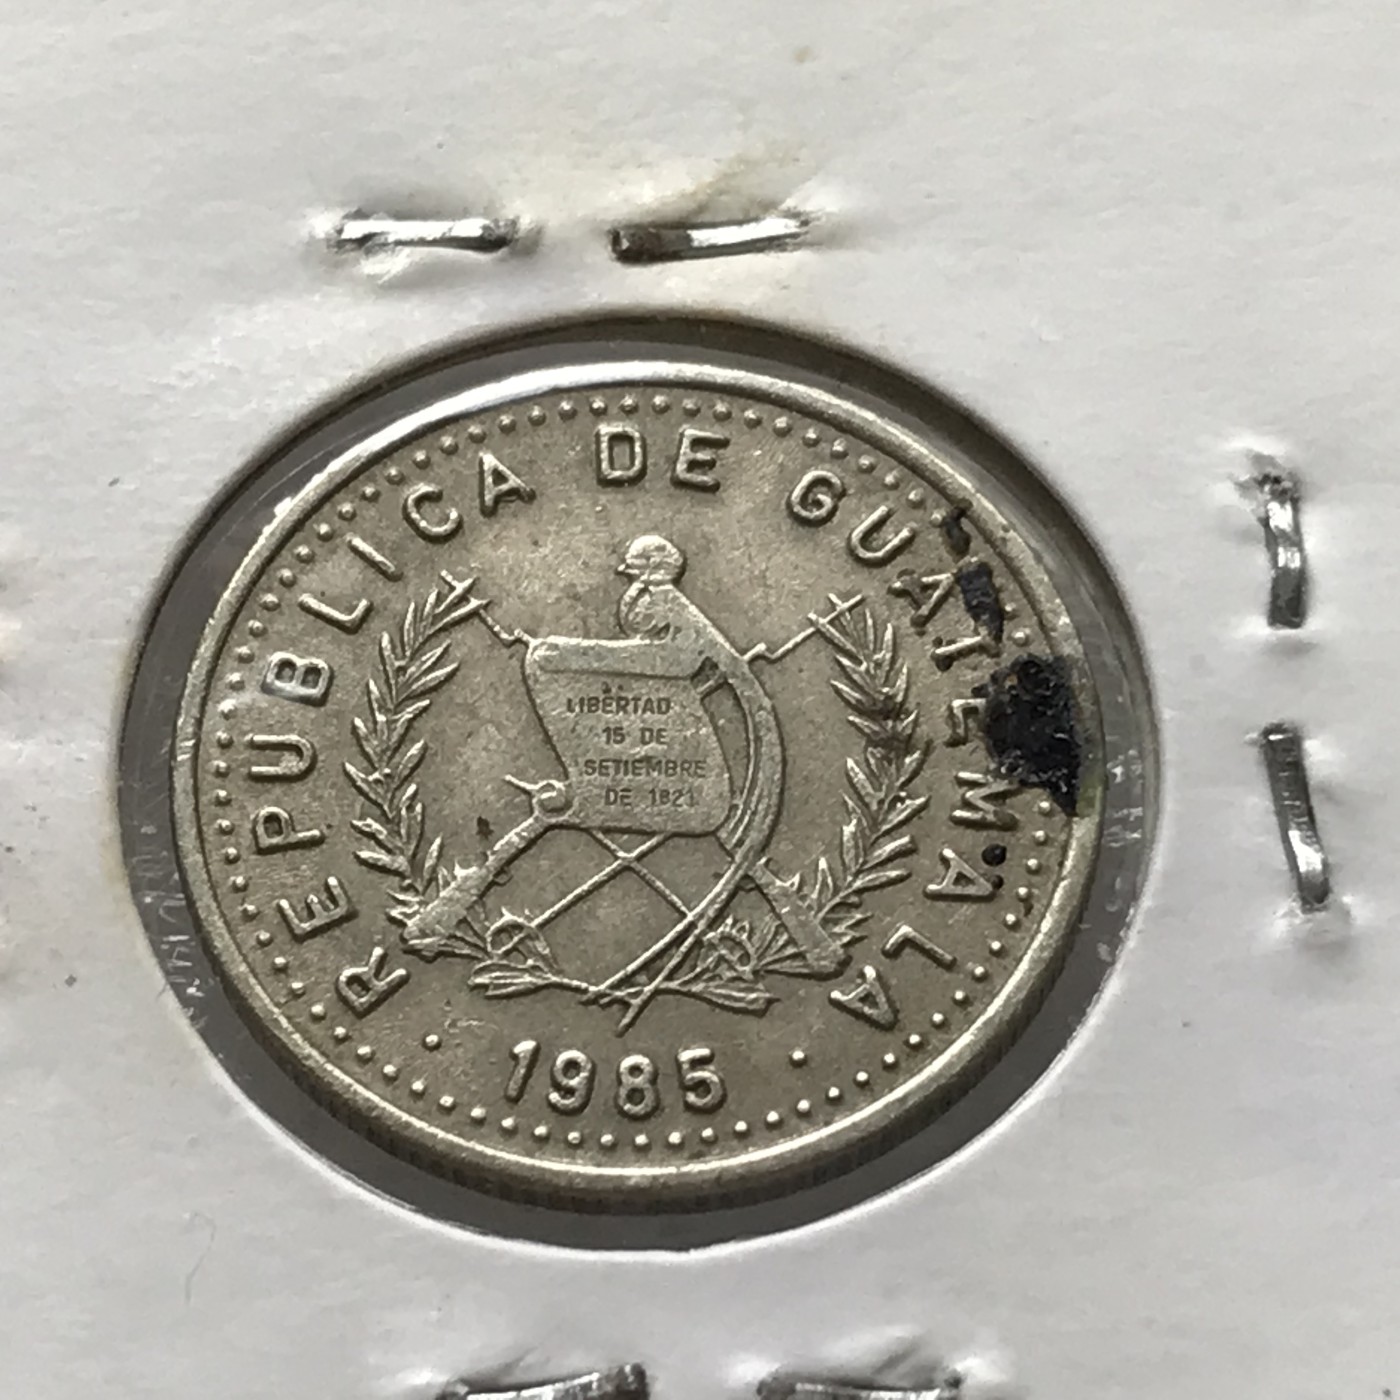 REPUBLICA DE GUATEMALA
LIBERTAD
15 DE
SETIEMBRE
DE 1821
· 1985 ·